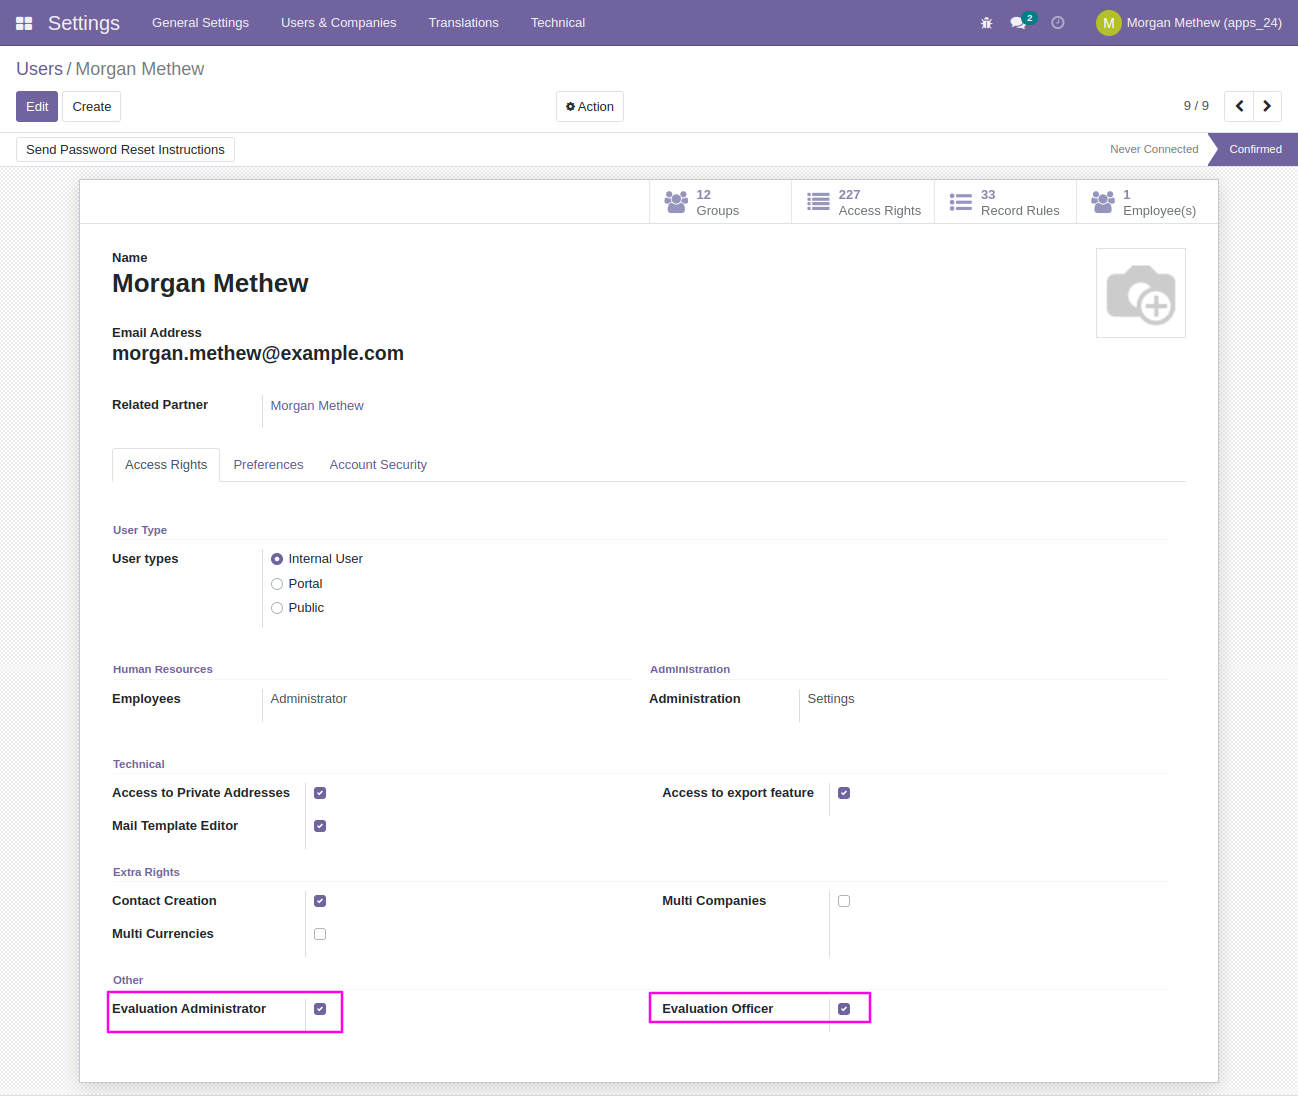 Settings General Settings Users & Companies Translations Technical 2 M Morgan Methew (apps_24)
Users / Morgan Methew
Edit Create Action 9 / 9
Send Password Reset Instructions Never Connected Confirmed
12 227 33 1
Groups Access Rights Record Rules Employee(s)
Name
Morgan Methew
Email Address
morgan.methew@example.com
Related Partner Morgan Methew
Access Rights Preferences Account Security
User Type
User types Internal User
Portal
Public
Human Resources Administration
Employees Administrator Administration Settings
Technical
Access to Private Addresses Access to export feature
Mail Template Editor
Extra Rights
Contact Creation Multi Companies
Multi Currencies
Other
Evaluation Administrator Evaluation Officer